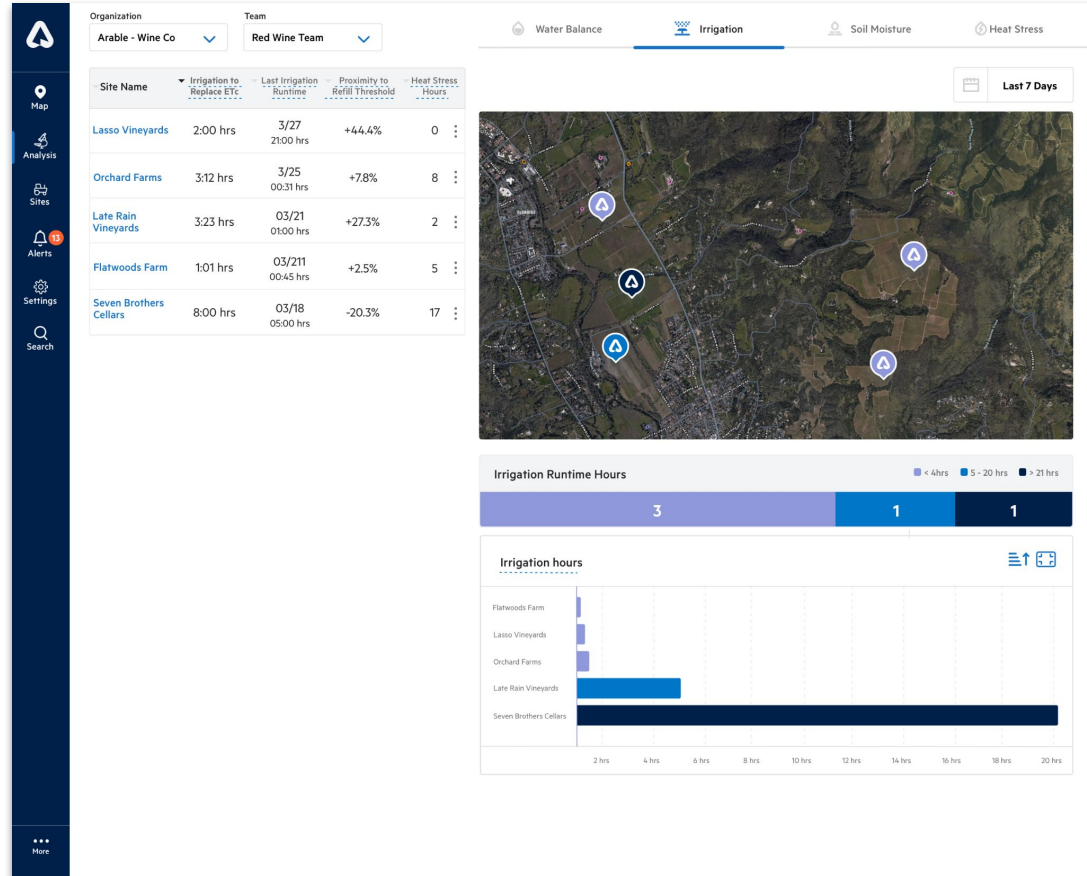 Organization
Team
Arable - Wine Co
Red Wine Team
Water Balance
Irrigation
Soil Moisture
Heat Stress
Map
Analysis
Sites
13
Alerts
Settings
Search
More
Site Name
Irrigation to
Replace ETc
Last Irrigation
Runtime
Proximity to
Refill Threshold
Heat Stress
Hours
Lasso Vineyards
2:00 hrs
3/27
21:00 hrs
+44.4%
0
Orchard Farms
3:12 hrs
3/25
00:31 hrs
+7.8%
8
Late Rain
Vineyards
3:23 hrs
03/21
01:00 hrs
+27.3%
2
Flatwoods Farm
1:01 hrs
03/211
00:45 hrs
+2.5%
5
Seven Brothers
Cellars
8:00 hrs
03/18
05:00 hrs
-20.3%
17
Last 7 Days
Irrigation Runtime Hours
< 4hrs
5 - 20 hrs
> 21 hrs
3
1
1
Irrigation hours
Flatwoods Farm
Lasso Vineyards
Orchard Farms
Late Rain Vineyards
Seven Brothers Cellars
2 hrs
4 hrs
6 hrs
8 hrs
10 hrs
12 hrs
14 hrs
16 hrs
18 hrs
20 hrs